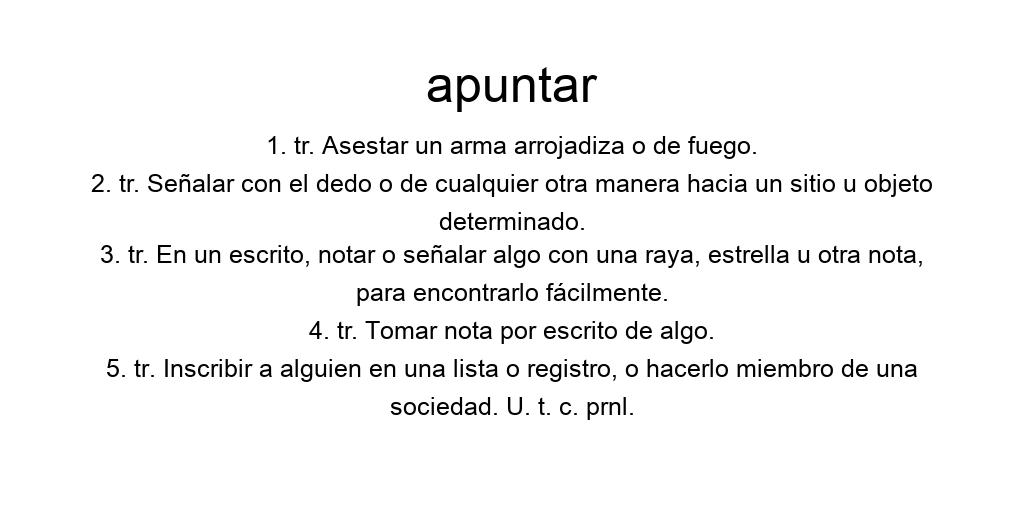 apuntar
1. tr. Asestar un arma arrojadiza o de fuego.
2. tr. Señalar con el dedo o de cualquier otra manera hacia un sitio u objeto
determinado.
3. tr. En un escrito, notar o señalar algo con una raya, estrella u otra nota,
para encontrarlo fácilmente.
4. tr. Tomar nota por escrito de algo.
5. tr. Inscribir a alguien en una lista o registro, o hacerlo miembro de una
sociedad. U. t. c. prnl.